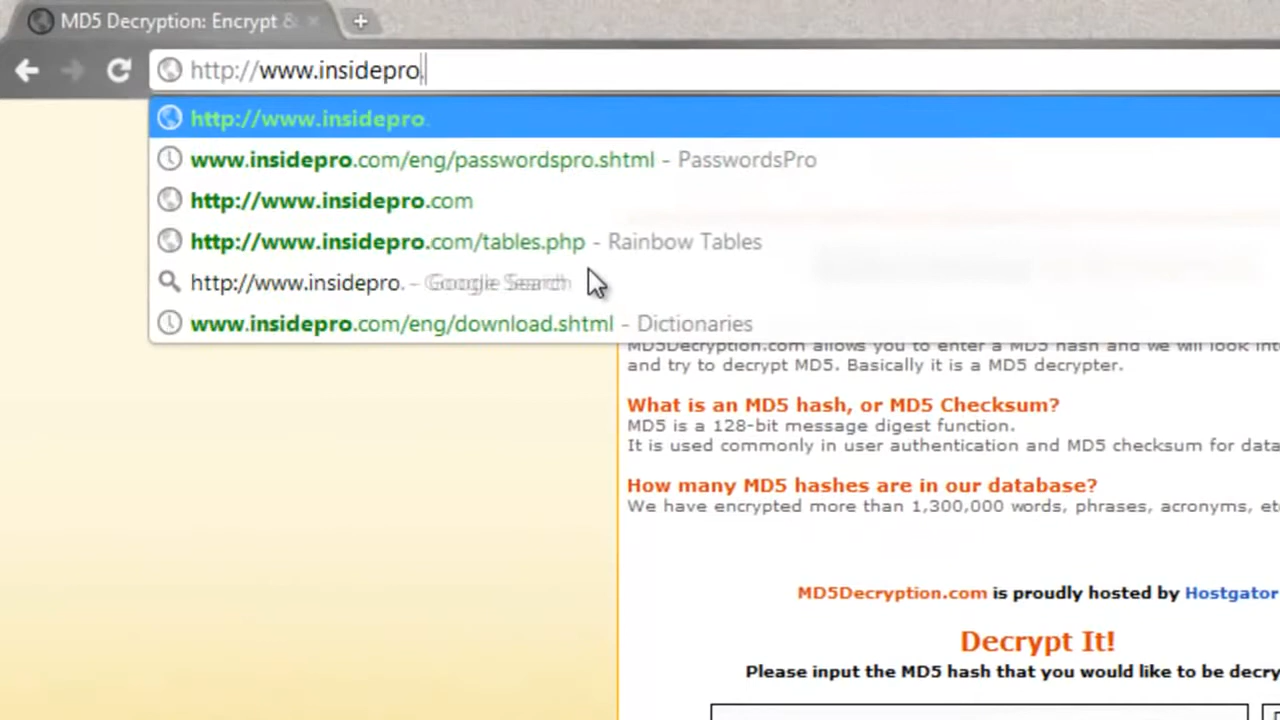 MD5 Decryption: Encrypt &
http://www.insidepro.
http://www.insidepro.
www.insidepro.com/eng/passwordspro.shtml - PasswordsPro
http://www.insidepro.com
http://www.insidepro.com/tables.php - Rainbow Tables
http://www.insidepro. - Google Search
www.insidepro.com/eng/download.shtml - Dictionaries
MD5Decryption.com allows you to enter a MD5 hash and we will look int
and try to decrypt MD5. Basically it is a MD5 decrypter.
What is an MD5 hash, or MD5 Checksum?
MD5 is a 128-bit message digest function.
It is used commonly in user authentication and MD5 checksum for data
How many MD5 hashes are in our database?
We have encrypted more than 1,300,000 words, phrases, acronyms, et
MD5Decryption.com is proudly hosted by Hostgator
Decrypt It!
Please input the MD5 hash that you would like to be decry